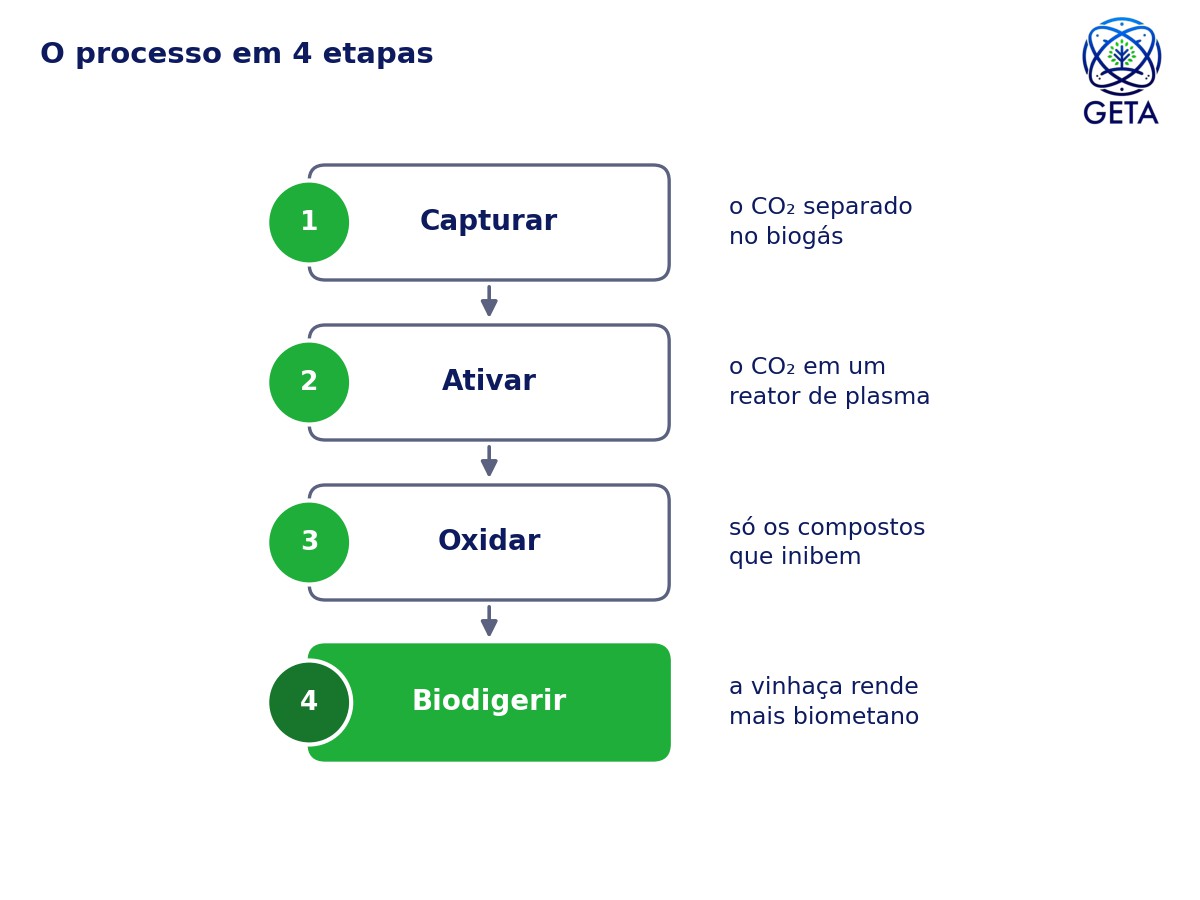 O processo em 4 etapas
GETA
1
Capturar
o CO₂ separado
no biogás
2
Ativar
o CO₂ em um
reator de plasma
3
Oxidar
só os compostos
que inibem
4
Biodigerir
a vinhaça rende
mais biometano